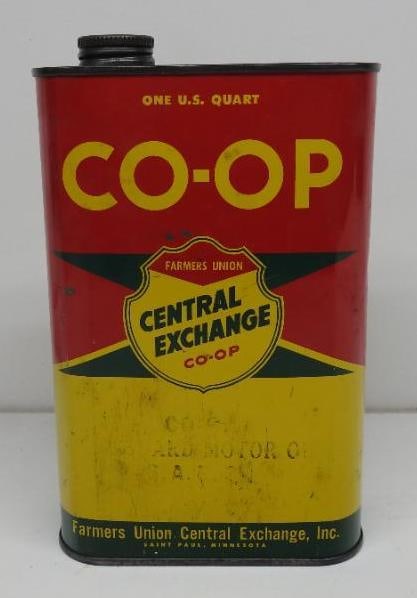 ONE U.S. QUART
CO-OP
FARMERS UNION
CENTRAL
EXCHANGE
CO-OP
MOTOR
Farmers Union Central Exchange, Inc.
SAINT PAUL, MINNESOTA